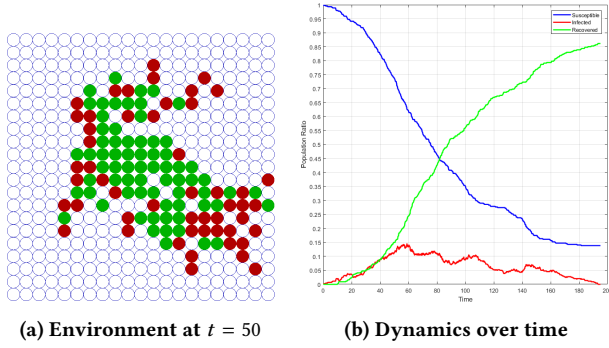 Susceptible
Infected
Recovered
1
0.95
0.9
0.85
0.8
0.75
0.7
0.65
0.6
0.55
0.5
0.45
0.4
0.35
0.3
0.25
0.2
0.15
0.1
0.05
0
Population Ratio
0 20 40 60 80 100 120 140 160 180 200
Time
(a) Environment at t = 50
(b) Dynamics over time